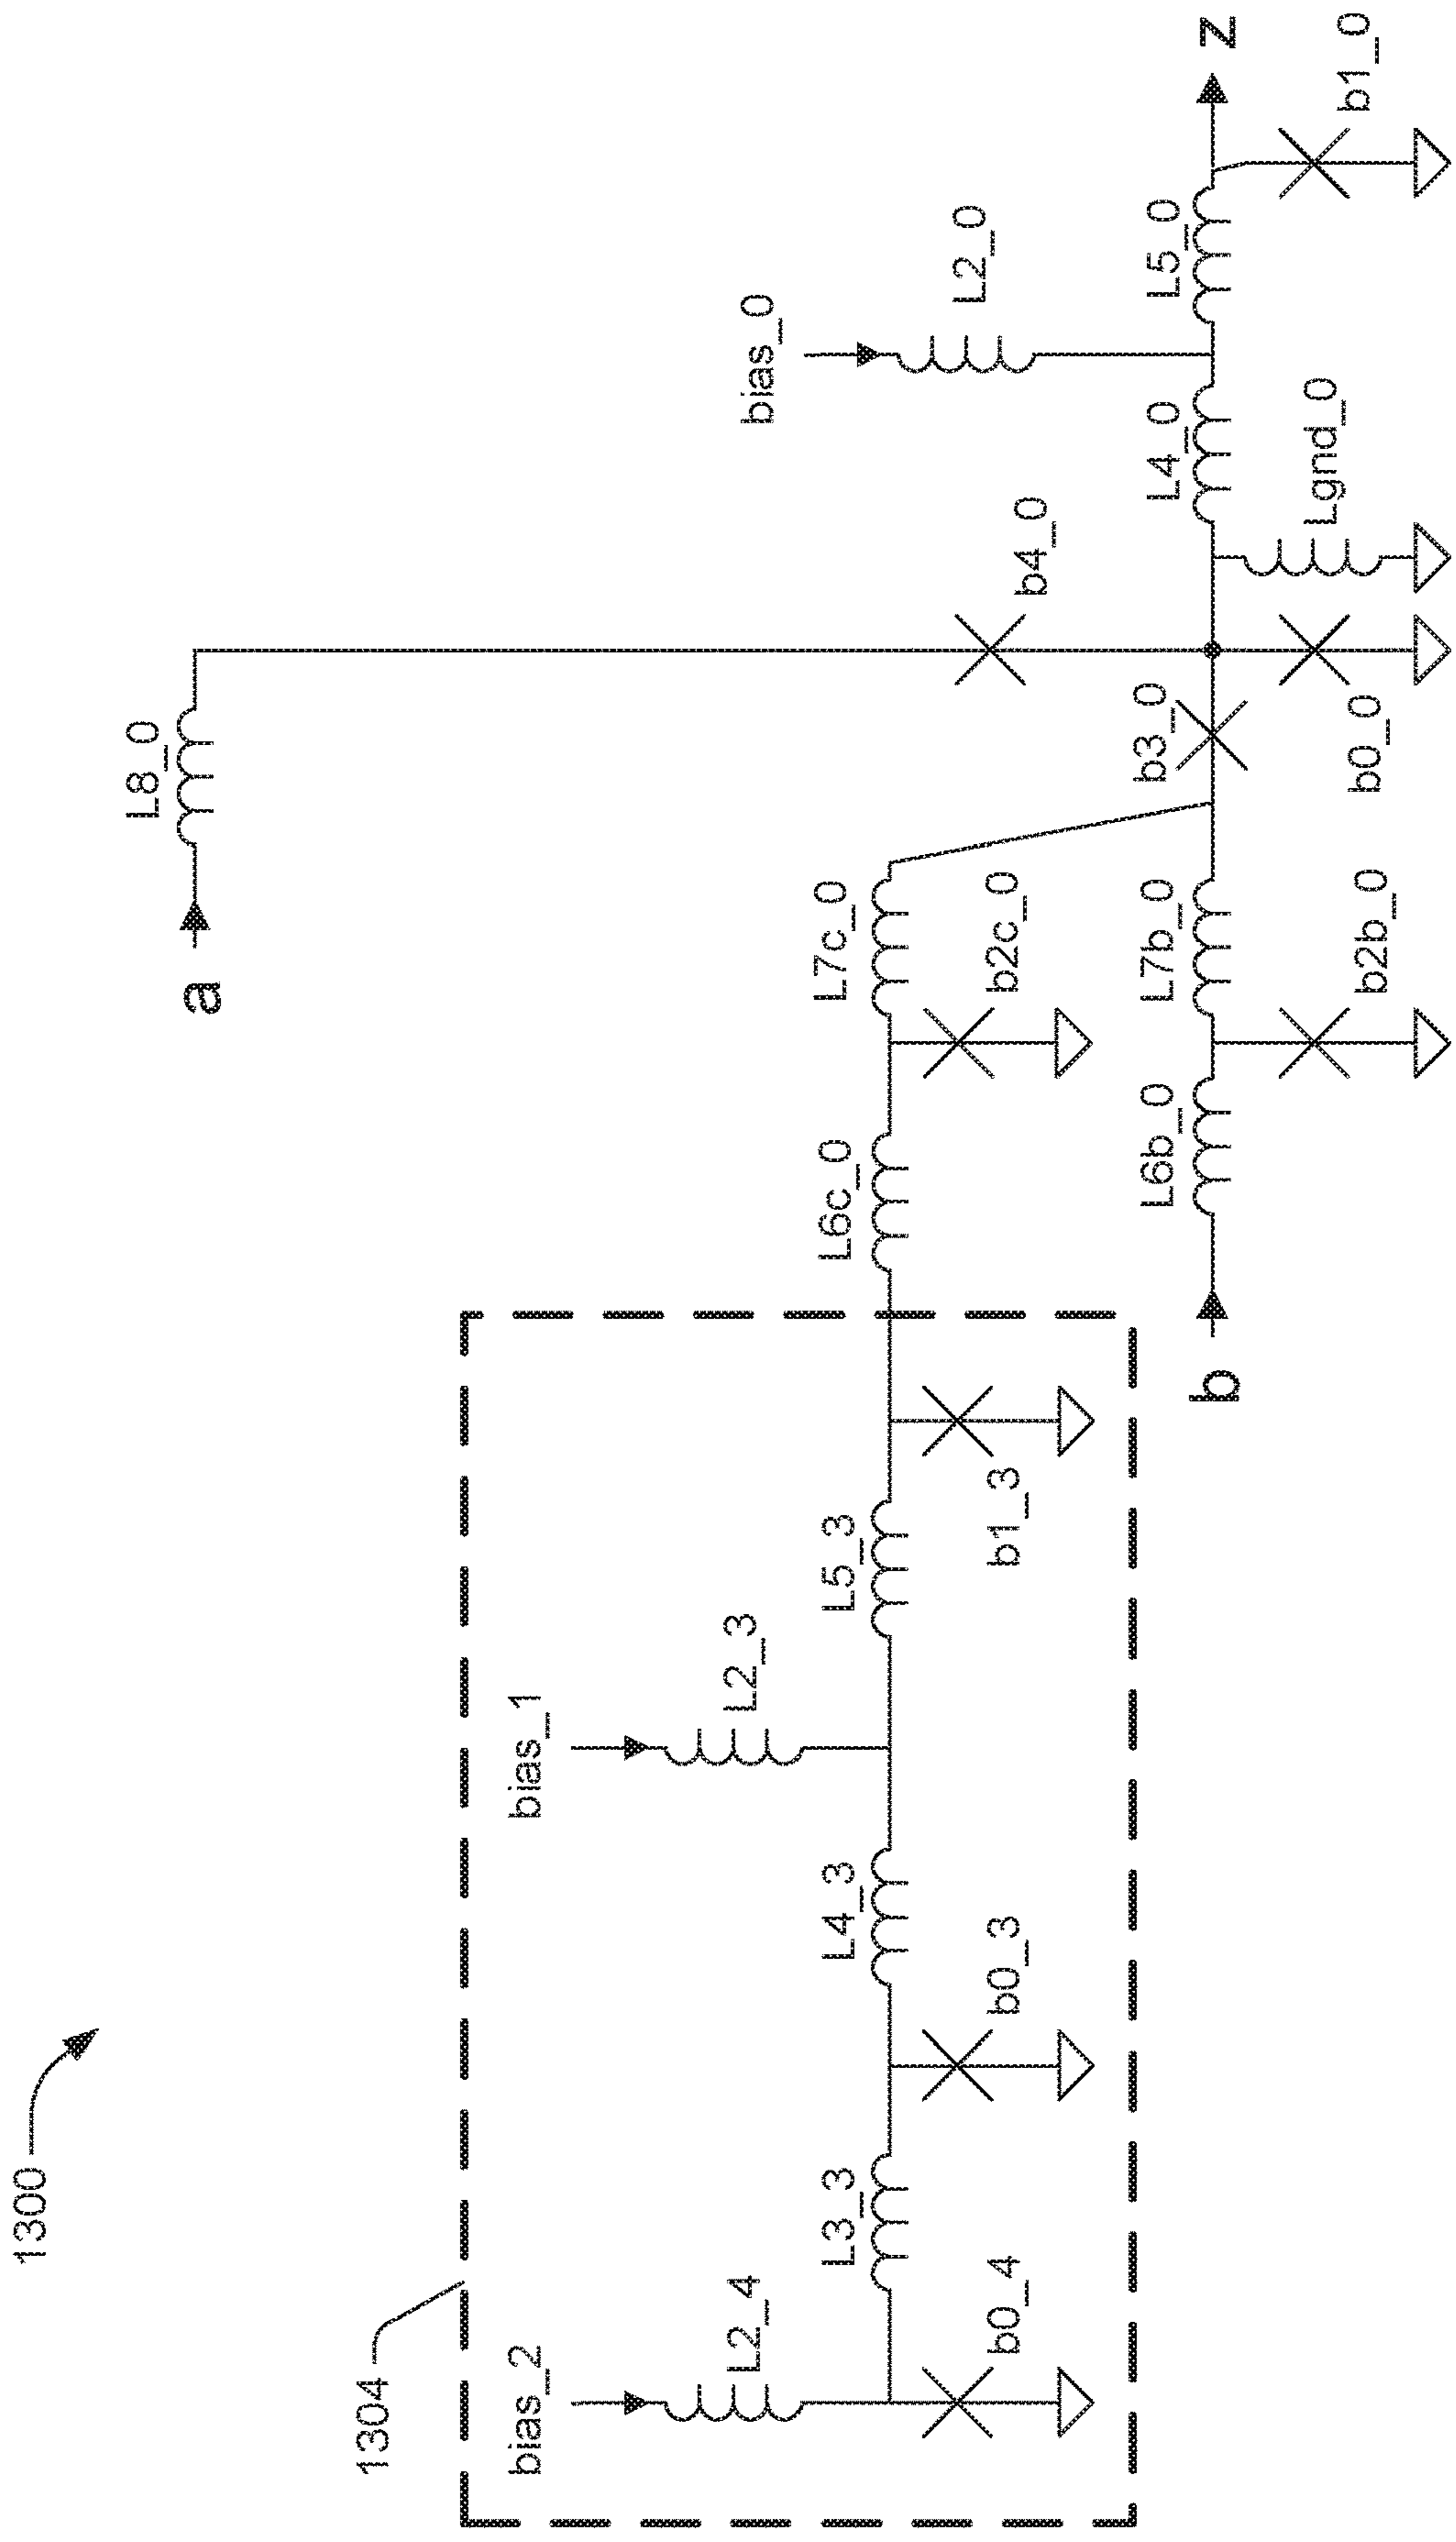 1300
1304
a
L8_0
bias_2
L2_4
L3_3
b0_4
b0_3
L4_3
bias_1
L2_3
L5_3
b1_3
L6c_0
L7c_0
b2c_0
b
L6b_0
L7b_0
b2b_0
b3_0
b0_0
b4_0
bias_0
L2_0
L4_0
Lgnd_0
L5_0
b1_0
z